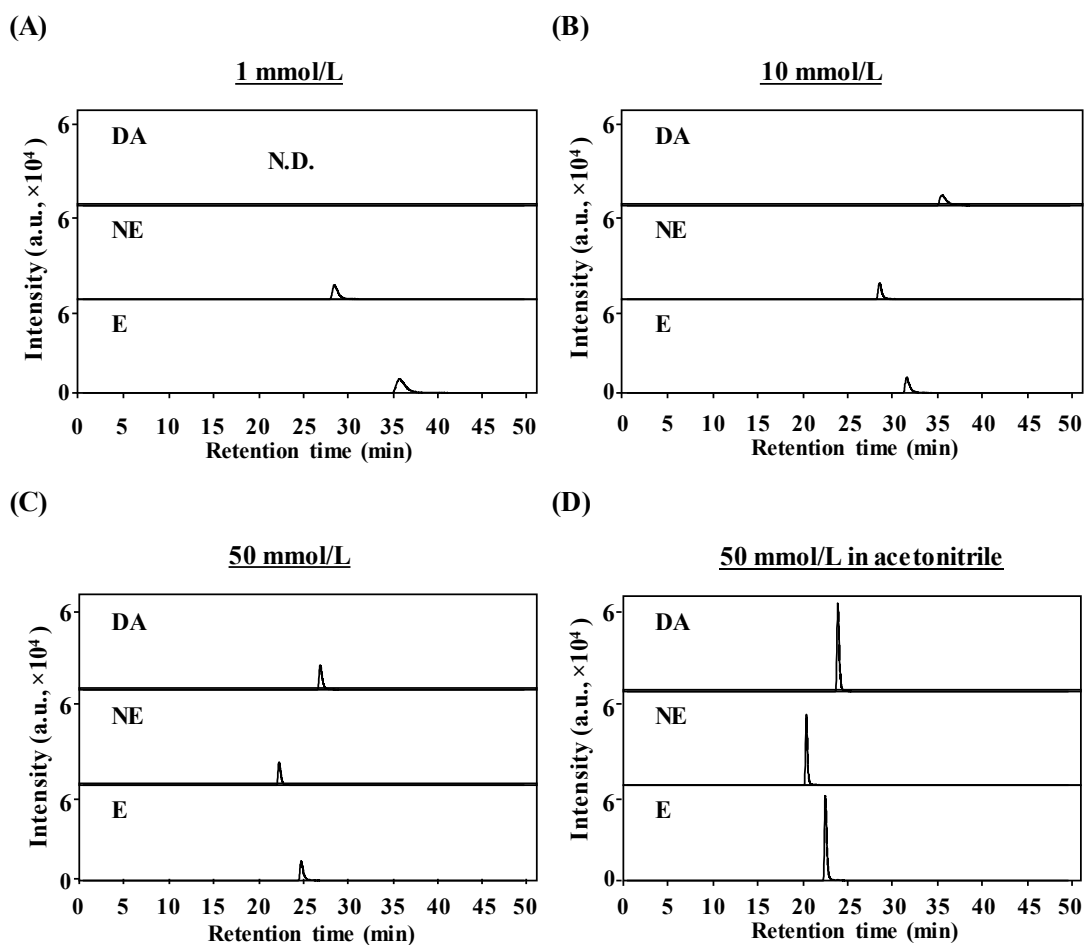 (A)
1 mmol/L
Intensity (a.u., ×10⁴)
6
DA
N.D.
6
NE
6
E
0
0 5 10 15 20 25 30 35 40 45 50
Retention time (min)
(B)
10 mmol/L
Intensity (a.u., ×10⁴)
6
DA
6
NE
6
E
0
0 5 10 15 20 25 30 35 40 45 50
Retention time (min)
(C)
50 mmol/L
Intensity (a.u., ×10⁴)
6
DA
6
NE
6
E
0
0 5 10 15 20 25 30 35 40 45 50
Retention time (min)
(D)
50 mmol/L in acetonitrile
Intensity (a.u., ×10⁴)
6
DA
6
NE
6
E
0
0 5 10 15 20 25 30 35 40 45 50
Retention time (min)